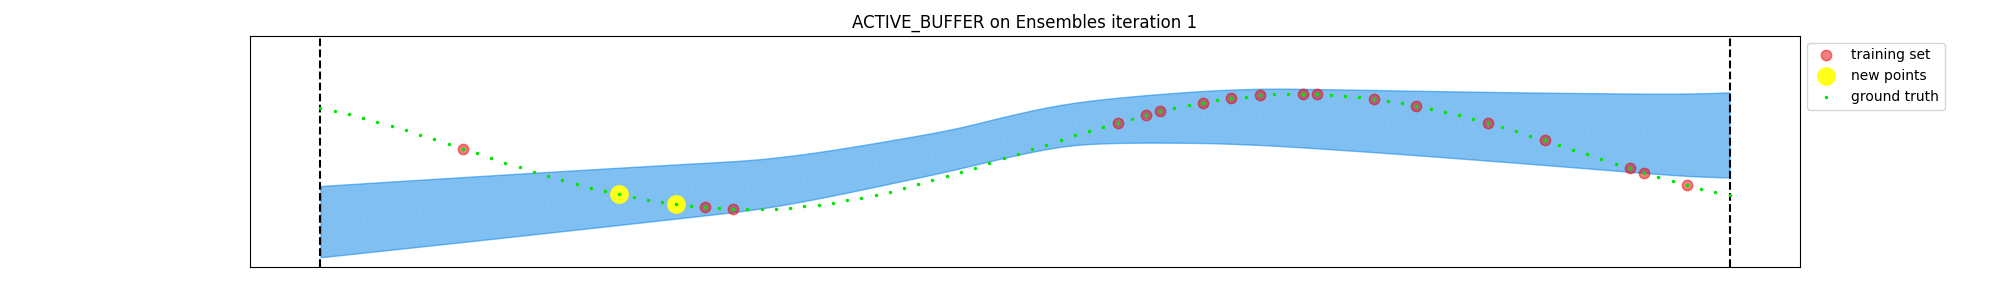 ACTIVE_BUFFER on Ensembles iteration 1
training set
new points
ground truth